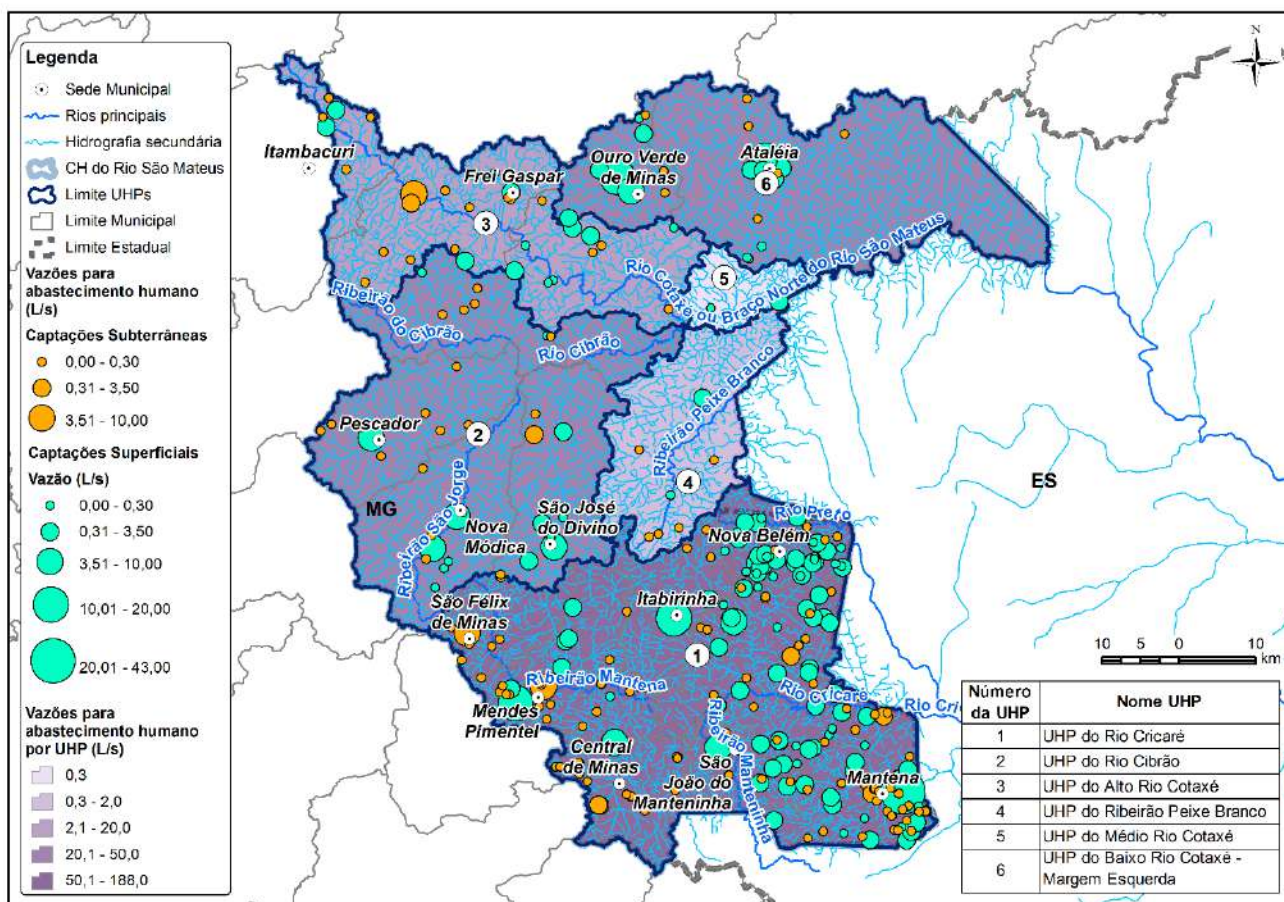 Legenda
Sede Municipal
Rios principais
Hidrografia secundária
CH do Rio São Mateus
Limite UHPs
Limite Municipal
Limite Estadual
Vazões para
abastecimento humano
(L/s)
Captações Subterrâneas
0,00 - 0,30
0,31 - 3,50
3,51 - 10,00
Captações Superficiais
Vazão (L/s)
0,00 - 0,30
0,31 - 3,50
3,51 - 10,00
10,01 - 20,00
20,01 - 43,00
Vazões para
abastecimento humano
por UHP (L/s)
0,3
0,3 - 2,0
2,1 - 20,0
20,1 - 50,0
50,1 - 188,0
N
Itambacuri
Frei Gaspar
Ouro Verde
de Minas
Ataléia
6
3
5
Rio Cotaxé ou Braço Norte do Rio São Mateus
Ribeirão do Cibrão
Rio Cibrão
Ribeirão Peixe Branco
Pescador
2
4
ES
MG
Ribeirão São Jorge
Nova
Módica
São José
do Divino
Rio Preto
Nova Belém
São Félix
de Minas
Itabirinha
1
10 5 0 10
km
Ribeirão Mantena
Rio Cricaré
Rio Cri
Mendes
Pimentel
Ribeirão Manteninha
Central
de Minas
São
João do
Manteninha
Mantena
Número
da UHP
Nome UHP
1 UHP do Rio Cricaré
2 UHP do Rio Cibrão
3 UHP do Alto Rio Cotaxé
4 UHP do Ribeirão Peixe Branco
5 UHP do Médio Rio Cotaxé
6 UHP do Baixo Rio Cotaxé -
Margem Esquerda